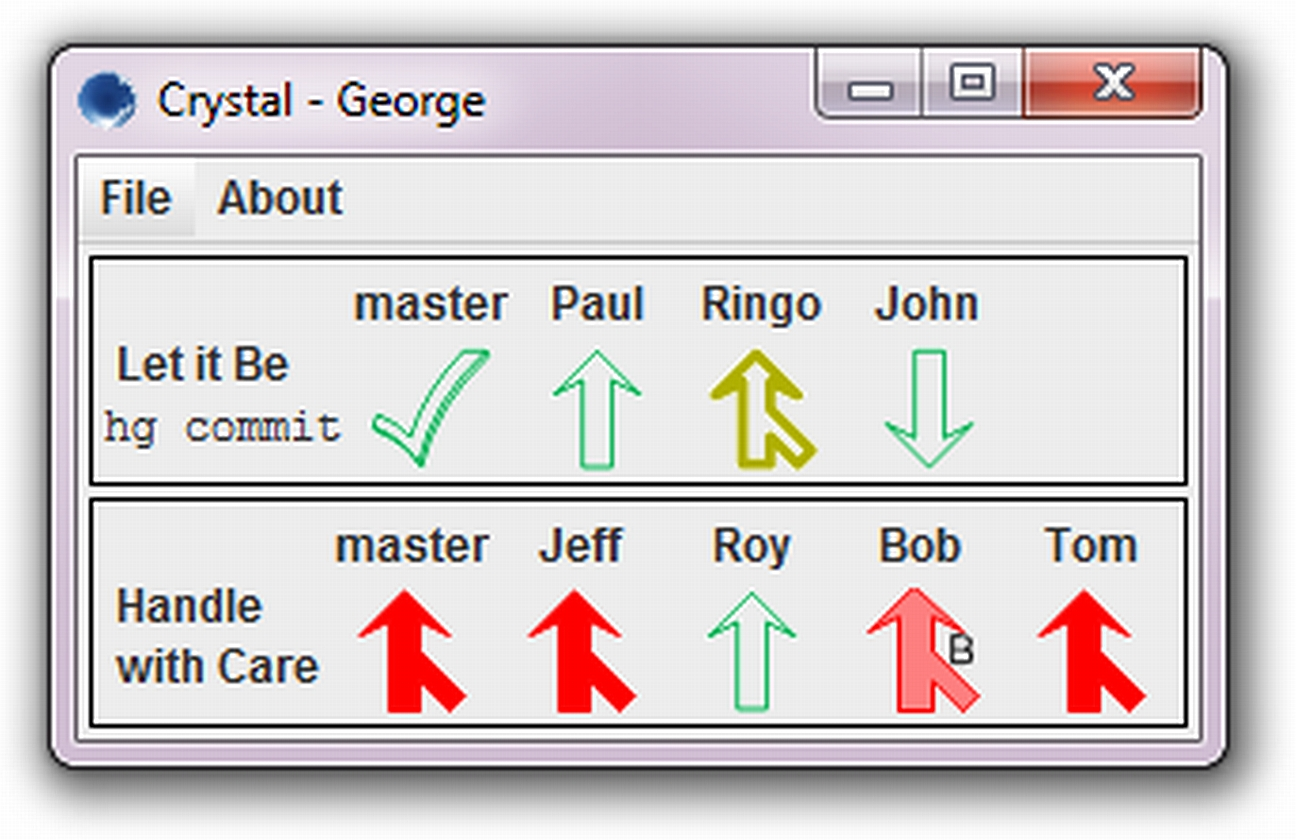 Crystal - George
File About
master Paul Ringo John
Let it Be
hg commit
master Jeff Roy Bob Tom
Handle
with Care
B